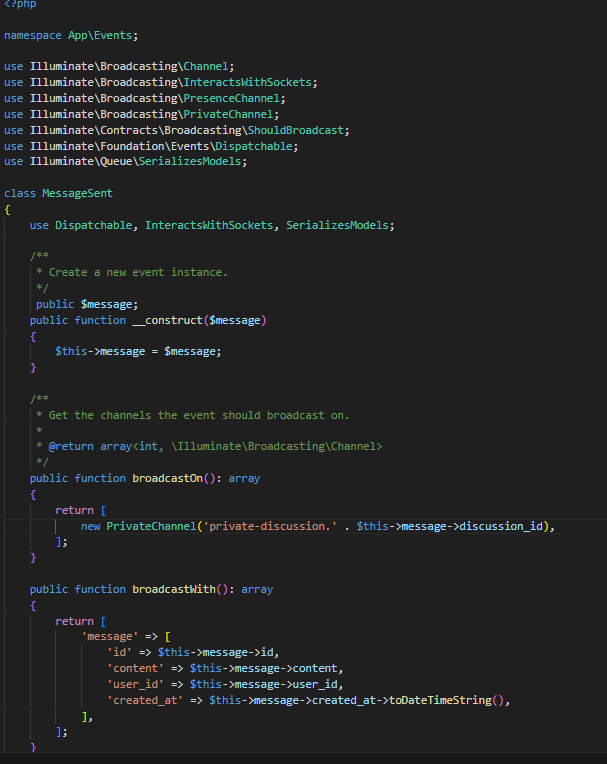 <?php
namespace App\Events;
use Illuminate\Broadcasting\Channel;
use Illuminate\Broadcasting\InteractsWithSockets;
use Illuminate\Broadcasting\PresenceChannel;
use Illuminate\Broadcasting\PrivateChannel;
use Illuminate\Contracts\Broadcasting\ShouldBroadcast;
use Illuminate\Foundation\Events\Dispatchable;
use Illuminate\Queue\SerializesModels;
class MessageSent
{
    use Dispatchable, InteractsWithSockets, SerializesModels;
    /**
     * Create a new event instance.
     */
     public $message;
    public function __construct($message)
    {
        $this->message = $message;
    }
    /**
     * Get the channels the event should broadcast on.
     *
     * @return array<int, \Illuminate\Broadcasting\Channel>
     */
    public function broadcastOn(): array
    {
        return [
            new PrivateChannel('private-discussion.' . $this->message->discussion_id),
        ];
    }
    public function broadcastWith(): array
    {
        return [
            'message' => [
                'id' => $this->message->id,
                'content' => $this->message->content,
                'user_id' => $this->message->user_id,
                'created_at' => $this->message->created_at->toDateTimeString(),
            ],
        ];
    }